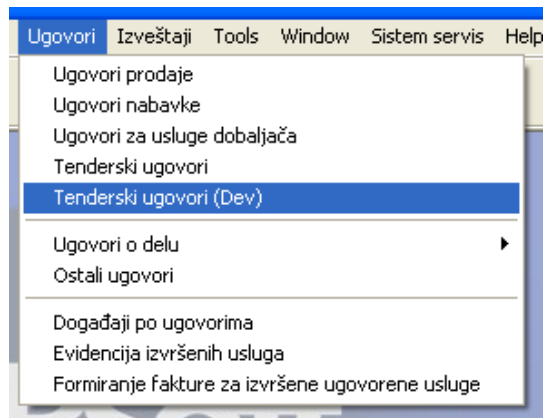 Ugovori Izveštaji Tools Window Sistem servis Help
Ugovori prodaje
Ugovori nabavke
Ugovori za usluge dobaljača
Tenderski ugovori
Tenderski ugovori (Dev)
Ugovori o delu
Ostali ugovori
Događaji po ugovorima
Evidencija izvršenih usluga
Formiranje fakture za izvršene ugovorene usluge